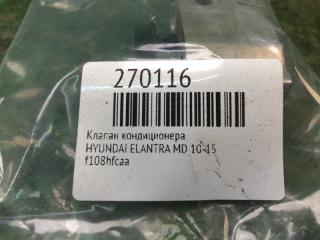 270116
Клапан кондиционера
HYUNDAI ELANTRA MD 10-15
f108hfcaa